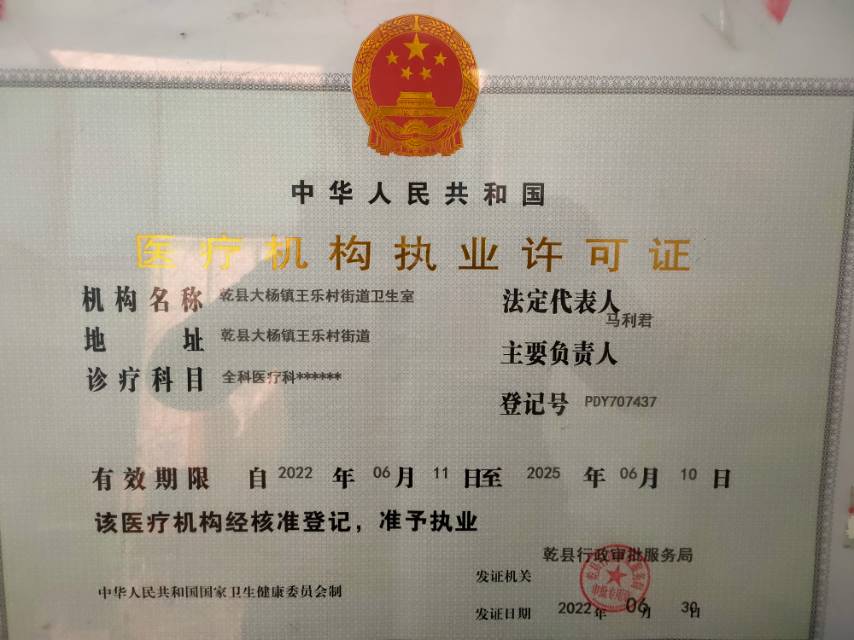 中华人民共和国
医疗机构执业许可证
机构名称 乾县大杨镇王乐村街道卫生室
法定代表人 马利君
地址 乾县大杨镇王乐村街道
主要负责人
诊疗科目 全科医疗科******
登记号 PDY707437
有效期限 自 2022 年 06 月 11 日至 2025 年 06 月 10 日
该医疗机构经核准登记，准予执业
乾县行政审批服务局
发证机关
中华人民共和国国家卫生健康委员会制
发证日期 2022 年 06 月 30 日